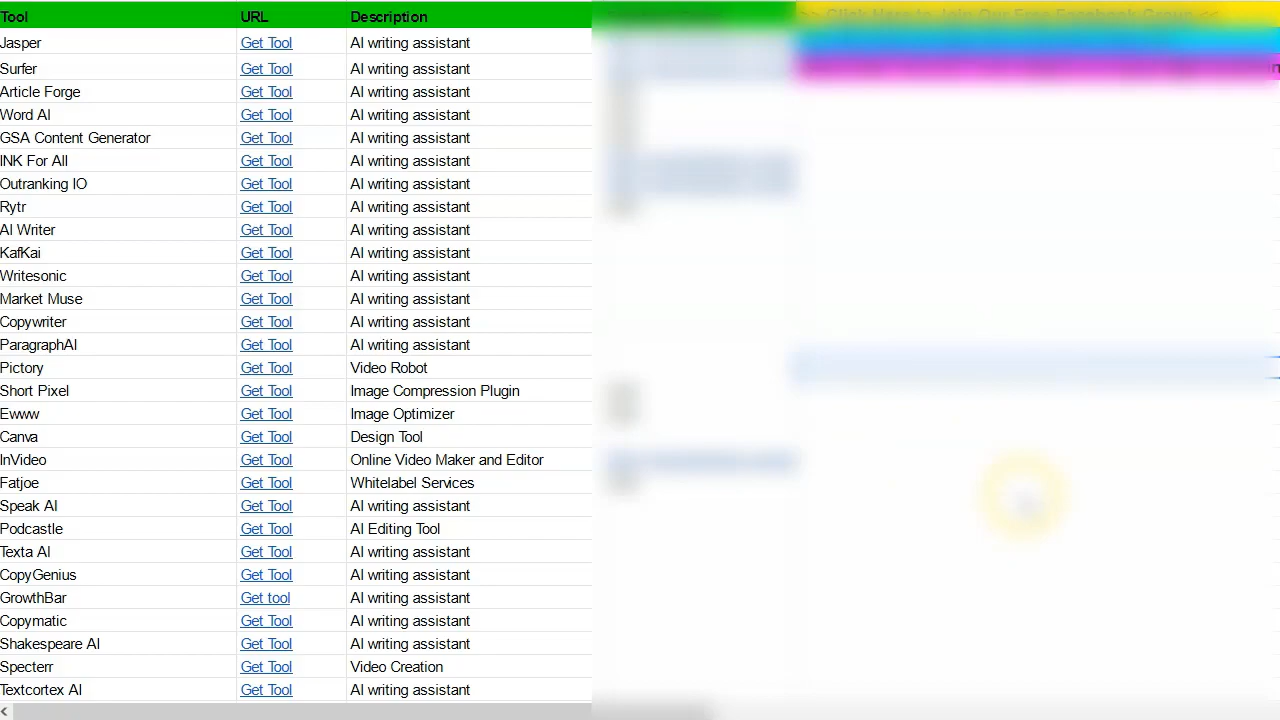 Tool URL Description
Jasper Get Tool AI writing assistant
Surfer Get Tool AI writing assistant
Article Forge Get Tool AI writing assistant
Word AI Get Tool AI writing assistant
GSA Content Generator Get Tool AI writing assistant
INK For All Get Tool AI writing assistant
Outranking IO Get Tool AI writing assistant
Rytr Get Tool AI writing assistant
AI Writer Get Tool AI writing assistant
KafKai Get Tool AI writing assistant
Writesonic Get Tool AI writing assistant
Market Muse Get Tool AI writing assistant
Copywriter Get Tool AI writing assistant
ParagraphAI Get Tool AI writing assistant
Pictory Get Tool Video Robot
Short Pixel Get Tool Image Compression Plugin
Ewww Get Tool Image Optimizer
Canva Get Tool Design Tool
InVideo Get Tool Online Video Maker and Editor
Fatjoe Get Tool Whitelabel Services
Speak AI Get Tool AI writing assistant
Podcastle Get Tool AI Editing Tool
Texta AI Get Tool AI writing assistant
CopyGenius Get Tool AI writing assistant
GrowthBar Get tool AI writing assistant
Copymatic Get Tool AI writing assistant
Shakespeare AI Get Tool AI writing assistant
Specterr Get Tool Video Creation
Textcortex AI Get Tool AI writing assistant